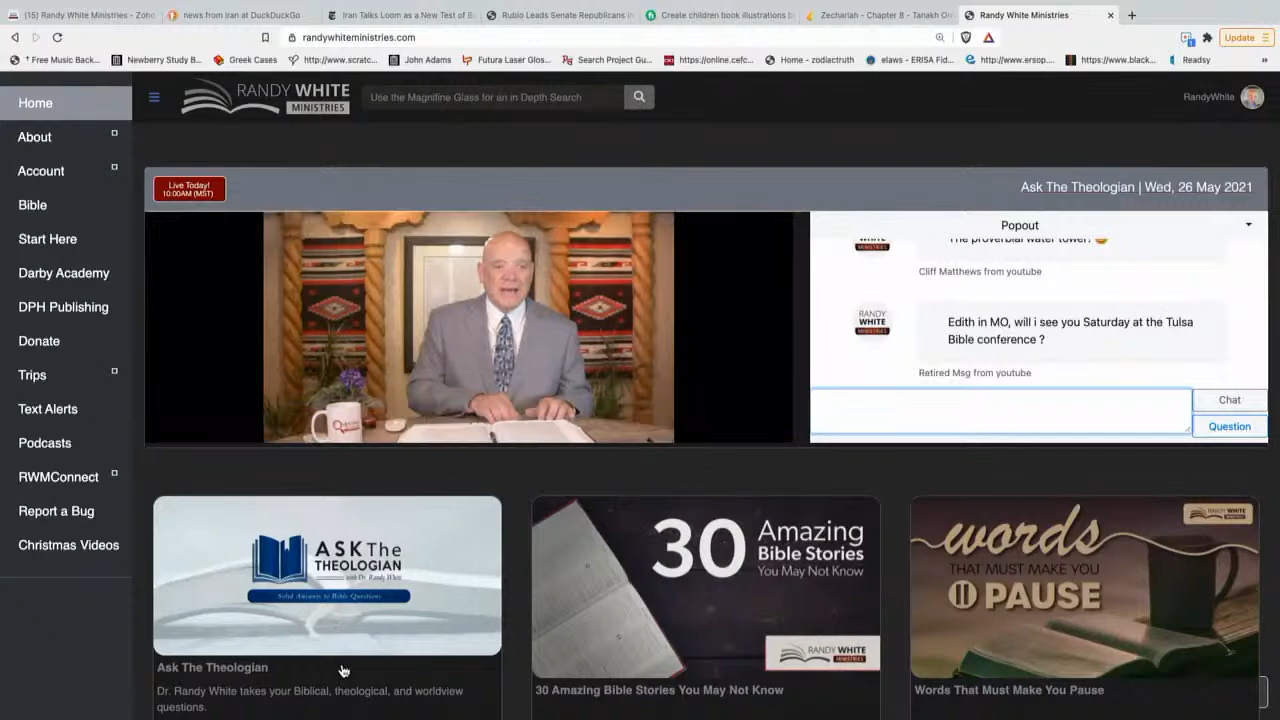 (15) Randy White Ministries - Zoho
news from iran at DuckDuckGo
Iran Talks Loom as a New Test of B
Rubio Leads Senate Republicans in
Create children book illustrations b
Zechariah - Chapter 8 - Tanakh On
Randy White Ministries
randywhiteministries.com
Update
† Free Music Back...
Newberry Study B...
Greek Cases
http://www.scratc...
John Adams
Futura Laser Glos...
Search Project Gu...
https://online.cefc...
Home - zodiactruth
elaws - ERISA Fid...
http://www.ersop...
https://www.black...
Readsy
Home
About
Account
Bible
Start Here
Darby Academy
DPH Publishing
Donate
Trips
Text Alerts
Podcasts
RWMConnect
Report a Bug
Christmas Videos
RANDY WHITE
MINISTRIES
Use the Magnifine Glass for an in Depth Search
RandyWhite
Live Today!
10:00AM (MST)
Ask The Theologian | Wed, 26 May 2021
Popout
The proverbial water tower!
Cliff Matthews from youtube
RANDY
WHITE
MINISTRIES
Edith in MO, will i see you Saturday at the Tulsa
Bible conference ?
Retired Msg from youtube
Chat
Question
ASK The
THEOLOGIAN
with Dr. Randy White
Solid Answers to Bible Questions
Ask The Theologian
Dr. Randy White takes your Biblical, theological, and worldview
questions.
30 Amazing
Bible Stories
You May Not Know
RANDY WHITE
MINISTRIES
30 Amazing Bible Stories You May Not Know
RANDY WHITE
MINISTRIES
words
THAT MUST MAKE YOU
PAUSE
Words That Must Make You Pause